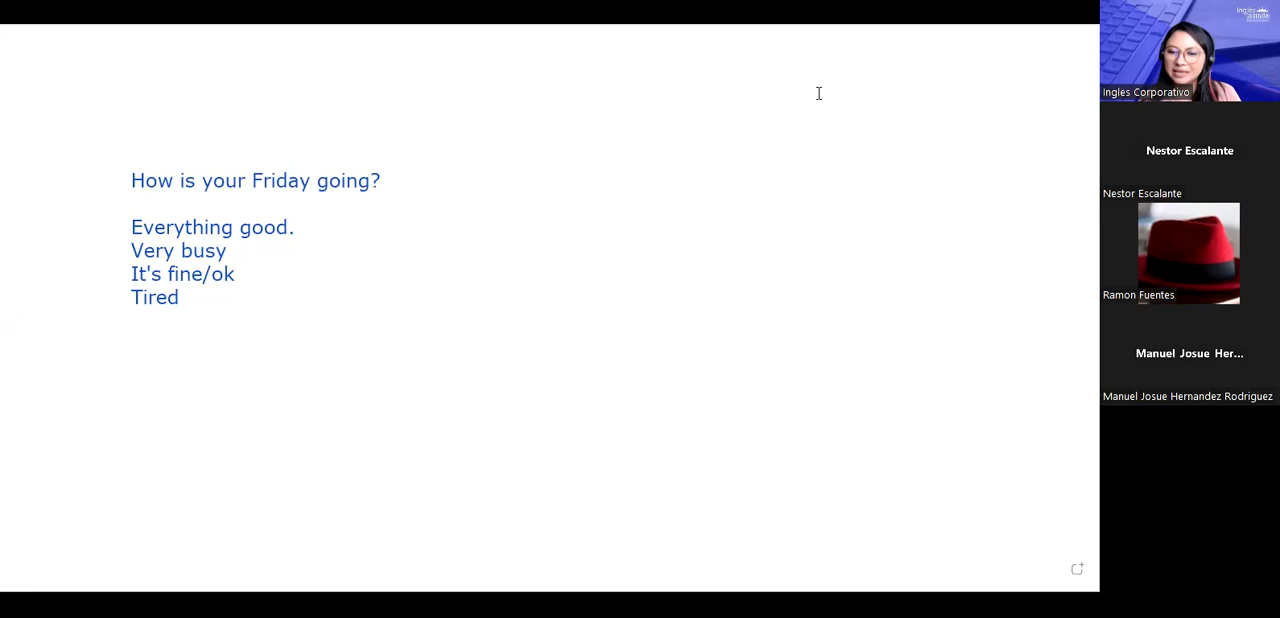 How is your Friday going?
Everything good.
Very busy
It's fine/ok
Tired
Ingles Corporativo
Nestor Escalante
Nestor Escalante
Ramon Fuentes
Manuel Josue Her...
Manuel Josue Hernandez Rodriguez